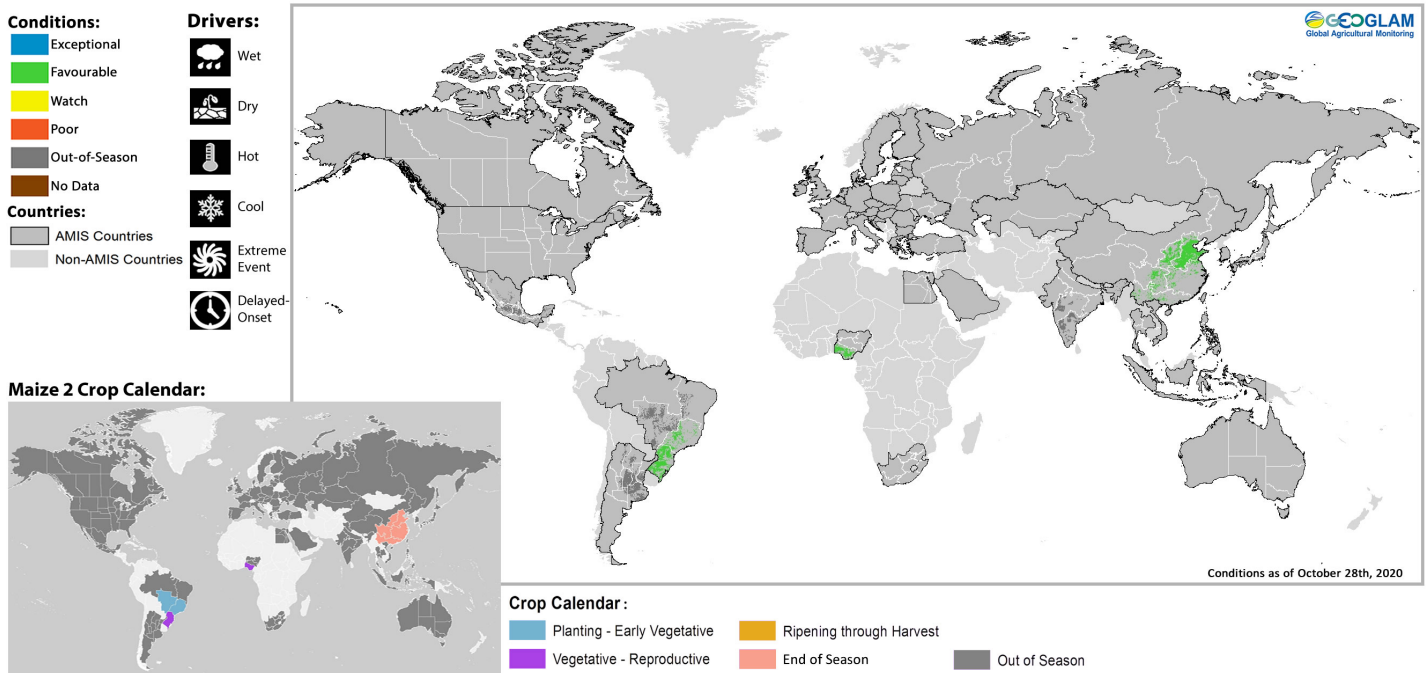 Conditions:
Exceptional
Favourable
Watch
Poor
Out-of-Season
No Data
Countries:
AMIS Countries
Non-AMIS Countries
Drivers:
Wet
Dry
Hot
Cool
Extreme
Event
Delayed-
Onset
GEOGLAM
Global Agricultural Monitoring
Maize 2 Crop Calendar:
Conditions as of October 28th, 2020
Crop Calendar :
Planting - Early Vegetative
Ripening through Harvest
Vegetative - Reproductive
End of Season
Out of Season